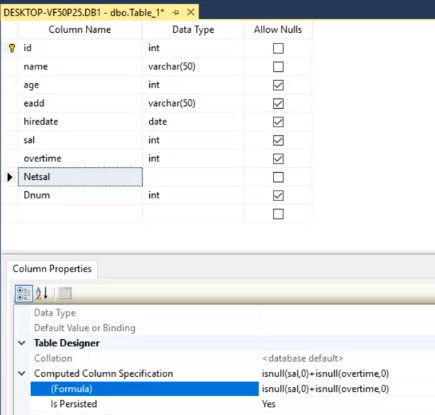 DESKTOP-VF50P25.DB1 - dbo.Table_1*
Column Name Data Type Allow Nulls
id int
name varchar(50)
age int
eadd varchar(50)
hiredate date
sal int
overtime int
Netsal
Dnum int
Column Properties
Data Type
Default Value or Binding
Table Designer
Collation <database default>
Computed Column Specification isnull(sal,0)+isnull(overtime,0)
(Formula) isnull(sal,0)+isnull(overtime,0)
Is Persisted Yes